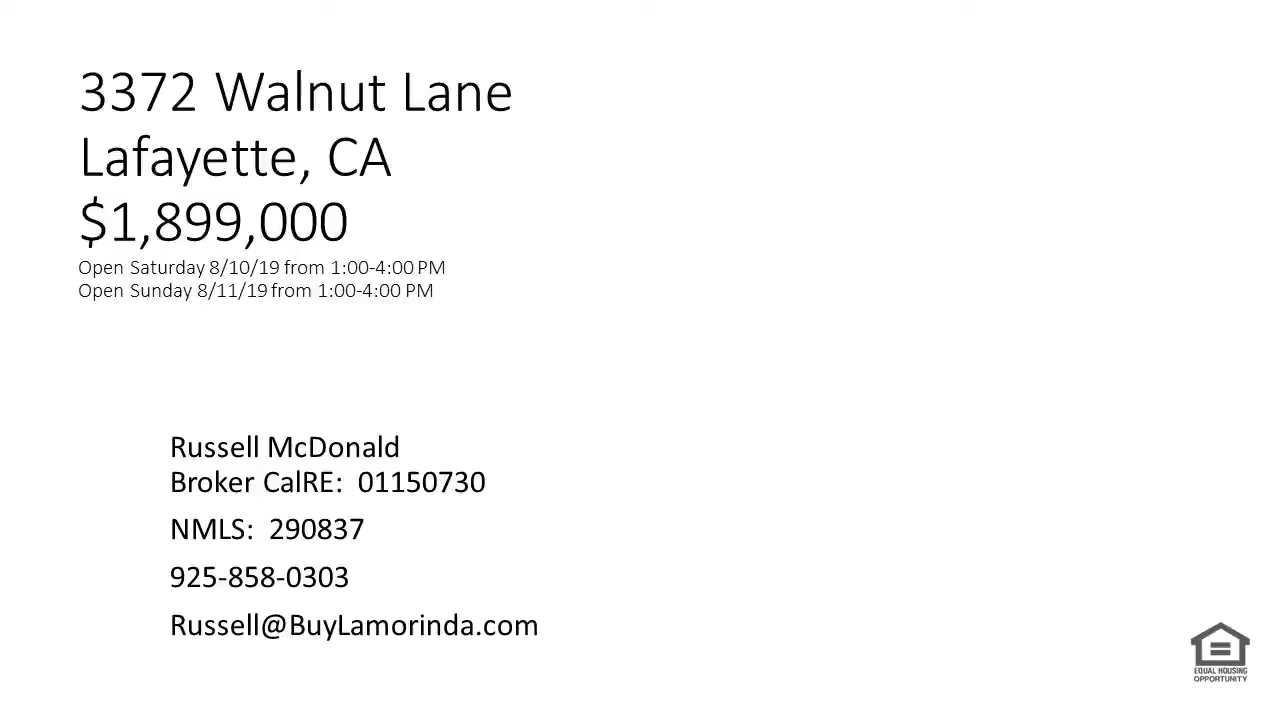 3372 Walnut Lane
Lafayette, CA
$1,899,000
Open Saturday 8/10/19 from 1:00-4:00 PM
Open Sunday 8/11/19 from 1:00-4:00 PM
Russell McDonald
Broker CalRE:  01150730
NMLS:  290837
925-858-0303
Russell@BuyLamorinda.com
EQUAL HOUSING
OPPORTUNITY